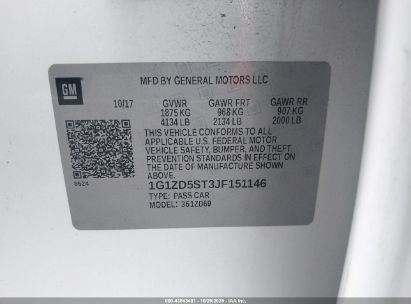 GM
MFD BY GENERAL MOTORS LLC
10/17 GVWR GAWR FRT GAWR RR
1875 KG 968 KG 907 KG
4134 LB 2134 LB 2000 LB
THIS VEHICLE CONFORMS TO ALL
APPLICABLE U.S. FEDERAL MOTOR
VEHICLE SAFETY, BUMPER, AND THEFT
PREVENTION STANDARDS IN EFFECT ON
THE DATE OF MANUFACTURE SHOWN
ABOVE.
3624
1G1ZD5ST3JF151146
TYPE: PASS CAR
MODEL: 361ZD69